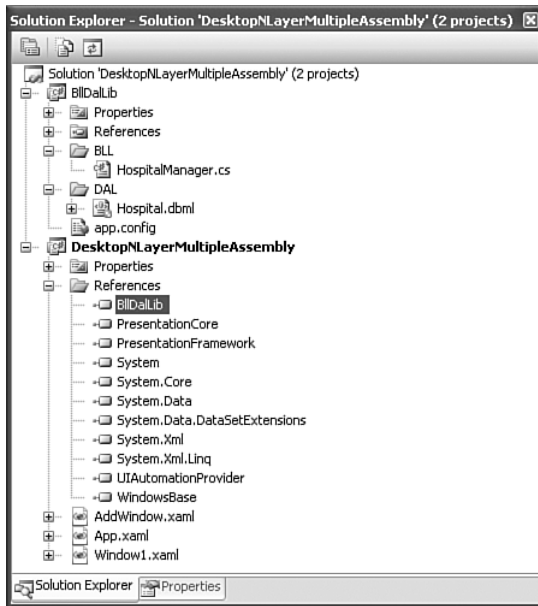 Solution Explorer - Solution 'DesktopNLayerMultipleAssembly' (2 projects)
Solution 'DesktopNLayerMultipleAssembly' (2 projects)
BllDalLib
Properties
References
BLL
HospitalManager.cs
DAL
Hospital.dbml
app.config
DesktopNLayerMultipleAssembly
Properties
References
BllDalLib
PresentationCore
PresentationFramework
System
System.Core
System.Data
System.Data.DataSetExtensions
System.Xml
System.Xml.Linq
UIAutomationProvider
WindowsBase
AddWindow.xaml
App.xaml
Window1.xaml
Solution Explorer Properties